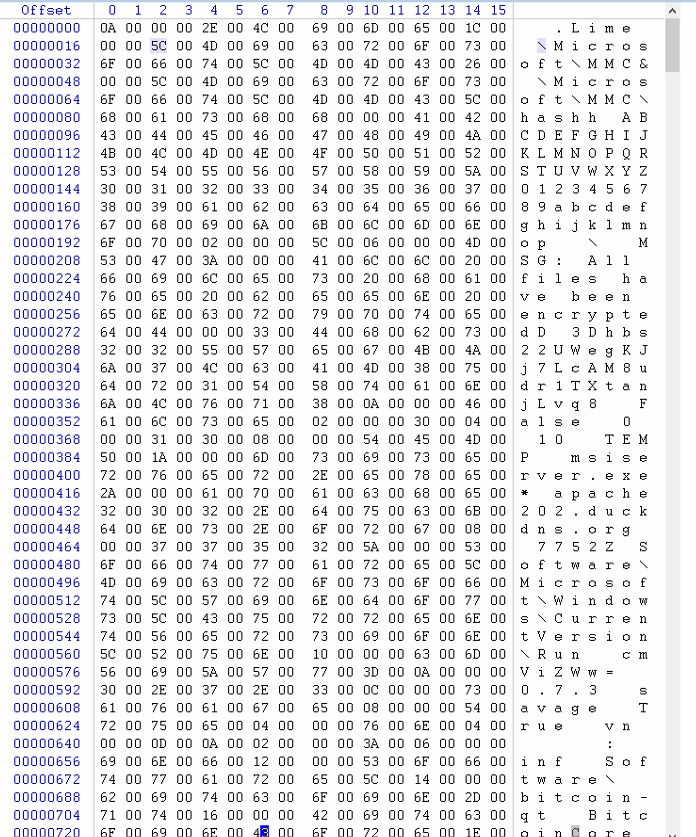 Offset 0 1 2 3 4 5 6 7 8 9 10 11 12 13 14 15
00000000 0A 00 00 00 2E 00 4C 00 69 00 6D 00 65 00 1C 00 . L i m e
00000016 00 00 5C 00 4D 00 69 00 63 00 72 00 6F 00 73 00 \ M i c r o s
00000032 6F 00 66 00 74 00 5C 00 4D 00 4D 00 43 00 26 00 o f t \ M M C &
00000048 00 00 5C 00 4D 00 69 00 63 00 72 00 6F 00 73 00 \ M i c r o s
00000064 6F 00 66 00 74 00 5C 00 4D 00 4D 00 43 00 5C 00 o f t \ M M C \
00000080 68 00 61 00 73 00 68 00 68 00 00 00 41 00 42 00 h a s h h A B
00000096 43 00 44 00 45 00 46 00 47 00 48 00 49 00 4A 00 C D E F G H I J
00000112 4B 00 4C 00 4D 00 4E 00 4F 00 50 00 51 00 52 00 K L M N O P Q R
00000128 53 00 54 00 55 00 56 00 57 00 58 00 59 00 5A 00 S T U V W X Y Z
00000144 30 00 31 00 32 00 33 00 34 00 35 00 36 00 37 00 0 1 2 3 4 5 6 7
00000160 38 00 39 00 61 00 62 00 63 00 64 00 65 00 66 00 8 9 a b c d e f
00000176 67 00 68 00 69 00 6A 00 6B 00 6C 00 6D 00 6E 00 g h i j k l m n
00000192 6F 00 70 00 02 00 00 00 5C 00 06 00 00 00 4D 00 o p \ M
00000208 53 00 47 00 3A 00 00 00 41 00 6C 00 6C 00 20 00 S G : A l l
00000224 66 00 69 00 6C 00 65 00 73 00 20 00 68 00 61 00 f i l e s h a
00000240 76 00 65 00 20 00 62 00 65 00 65 00 6E 00 20 00 v e b e e n
00000256 65 00 6E 00 63 00 72 00 79 00 70 00 74 00 65 00 e n c r y p t e
00000272 64 00 44 00 00 00 33 00 44 00 68 00 62 00 73 00 d D 3 D h b s
00000288 32 00 32 00 55 00 57 00 65 00 67 00 4B 00 4A 00 2 2 U W e g K J
00000304 6A 00 37 00 4C 00 63 00 41 00 4D 00 38 00 75 00 j 7 L c A M 8 u
00000320 64 00 72 00 31 00 54 00 58 00 74 00 61 00 6E 00 d r 1 T X t a n
00000336 6A 00 4C 00 76 00 71 00 38 00 0A 00 00 00 46 00 j L v q 8 F
00000352 61 00 6C 00 73 00 65 00 02 00 00 00 30 00 04 00 a l s e 0
00000368 00 00 31 00 30 00 08 00 00 00 54 00 45 00 4D 00 1 0 T E M
00000384 50 00 1A 00 00 00 6D 00 73 00 69 00 73 00 65 00 P m s i s e
00000400 72 00 76 00 65 00 72 00 2E 00 65 00 78 00 65 00 r v e r . e x e
00000416 2A 00 00 00 61 00 70 00 61 00 63 00 68 00 65 00 * a p a c h e
00000432 32 00 30 00 32 00 2E 00 64 00 75 00 63 00 6B 00 2 0 2 . d u c k
00000448 64 00 6E 00 73 00 2E 00 6F 00 72 00 67 00 08 00 d n s . o r g
00000464 00 00 37 00 37 00 35 00 32 00 5A 00 00 00 53 00 7 7 5 2 Z S
00000480 6F 00 66 00 74 00 77 00 61 00 72 00 65 00 5C 00 o f t w a r e \
00000496 4D 00 69 00 63 00 72 00 6F 00 73 00 6F 00 66 00 M i c r o s o f
00000512 74 00 5C 00 57 00 69 00 6E 00 64 00 6F 00 77 00 t \ W i n d o w
00000528 73 00 5C 00 43 00 75 00 72 00 72 00 65 00 6E 00 s \ C u r r e n
00000544 74 00 56 00 65 00 72 00 73 00 69 00 6F 00 6E 00 t V e r s i o n
00000560 5C 00 52 00 75 00 6E 00 10 00 00 00 63 00 6D 00 \ R u n c m
00000576 56 00 69 00 5A 00 57 00 77 00 3D 00 0A 00 00 00 V i Z W w =
00000592 30 00 2E 00 37 00 2E 00 33 00 0C 00 00 00 73 00 0 . 7 . 3 s
00000608 61 00 76 00 61 00 67 00 65 00 08 00 00 00 54 00 a v a g e T
00000624 72 00 75 00 65 00 04 00 00 00 76 00 6E 00 04 00 r u e v n
00000640 00 00 0D 00 0A 00 02 00 00 00 3A 00 06 00 00 00 :
00000656 69 00 6E 00 66 00 12 00 00 00 53 00 6F 00 66 00 i n f S o f
00000672 74 00 77 00 61 00 72 00 65 00 5C 00 14 00 00 00 t w a r e \
00000688 62 00 69 00 74 00 63 00 6F 00 69 00 6E 00 2D 00 b i t c o i n -
00000704 71 00 74 00 16 00 00 00 42 00 69 00 74 00 63 00 q t B i t c
00000720 6F 00 69 00 6E 00 43 00 6F 00 72 00 65 00 1E 00 o i n C o r e